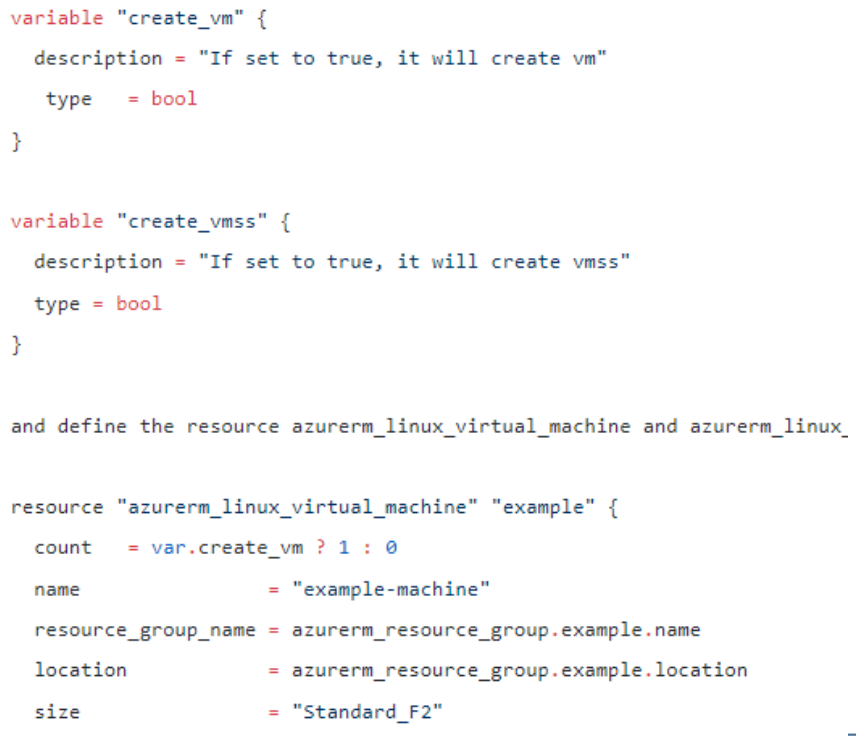 variable "create_vm" {
  description = "If set to true, it will create vm"
   type   = bool
}
variable "create_vmss" {
  description = "If set to true, it will create vmss"
  type = bool
}
and define the resource azurerm_linux_virtual_machine and azurerm_linux_
resource "azurerm_linux_virtual_machine" "example" {
  count   = var.create_vm ? 1 : 0
  name                = "example-machine"
  resource_group_name = azurerm_resource_group.example.name
  location            = azurerm_resource_group.example.location
  size                = "Standard_F2"